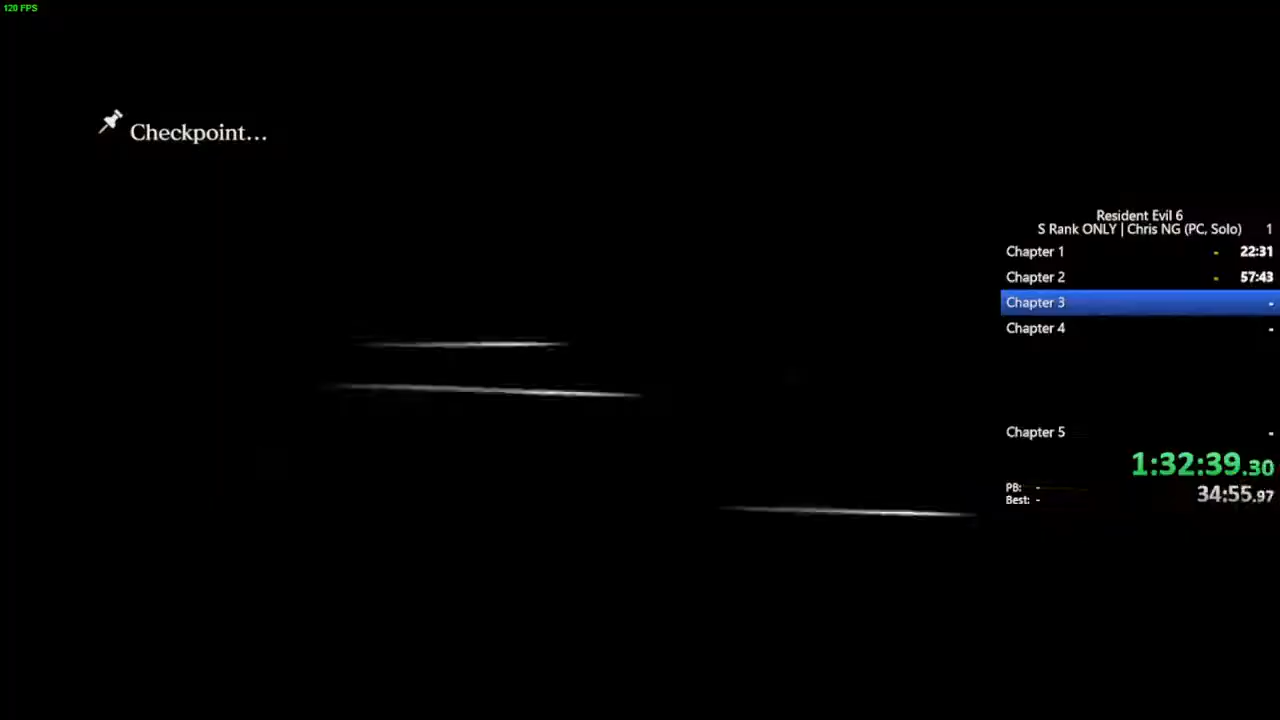 120 FPS
Checkpoint...
Resident Evil 6
S Rank ONLY | Chris NG (PC, Solo) 1
Chapter 1 - 22:31
Chapter 2 - 57:43
Chapter 3 -
Chapter 4 -
Chapter 5 -
1:32:39.30
PB: -
34:55.97
Best: -